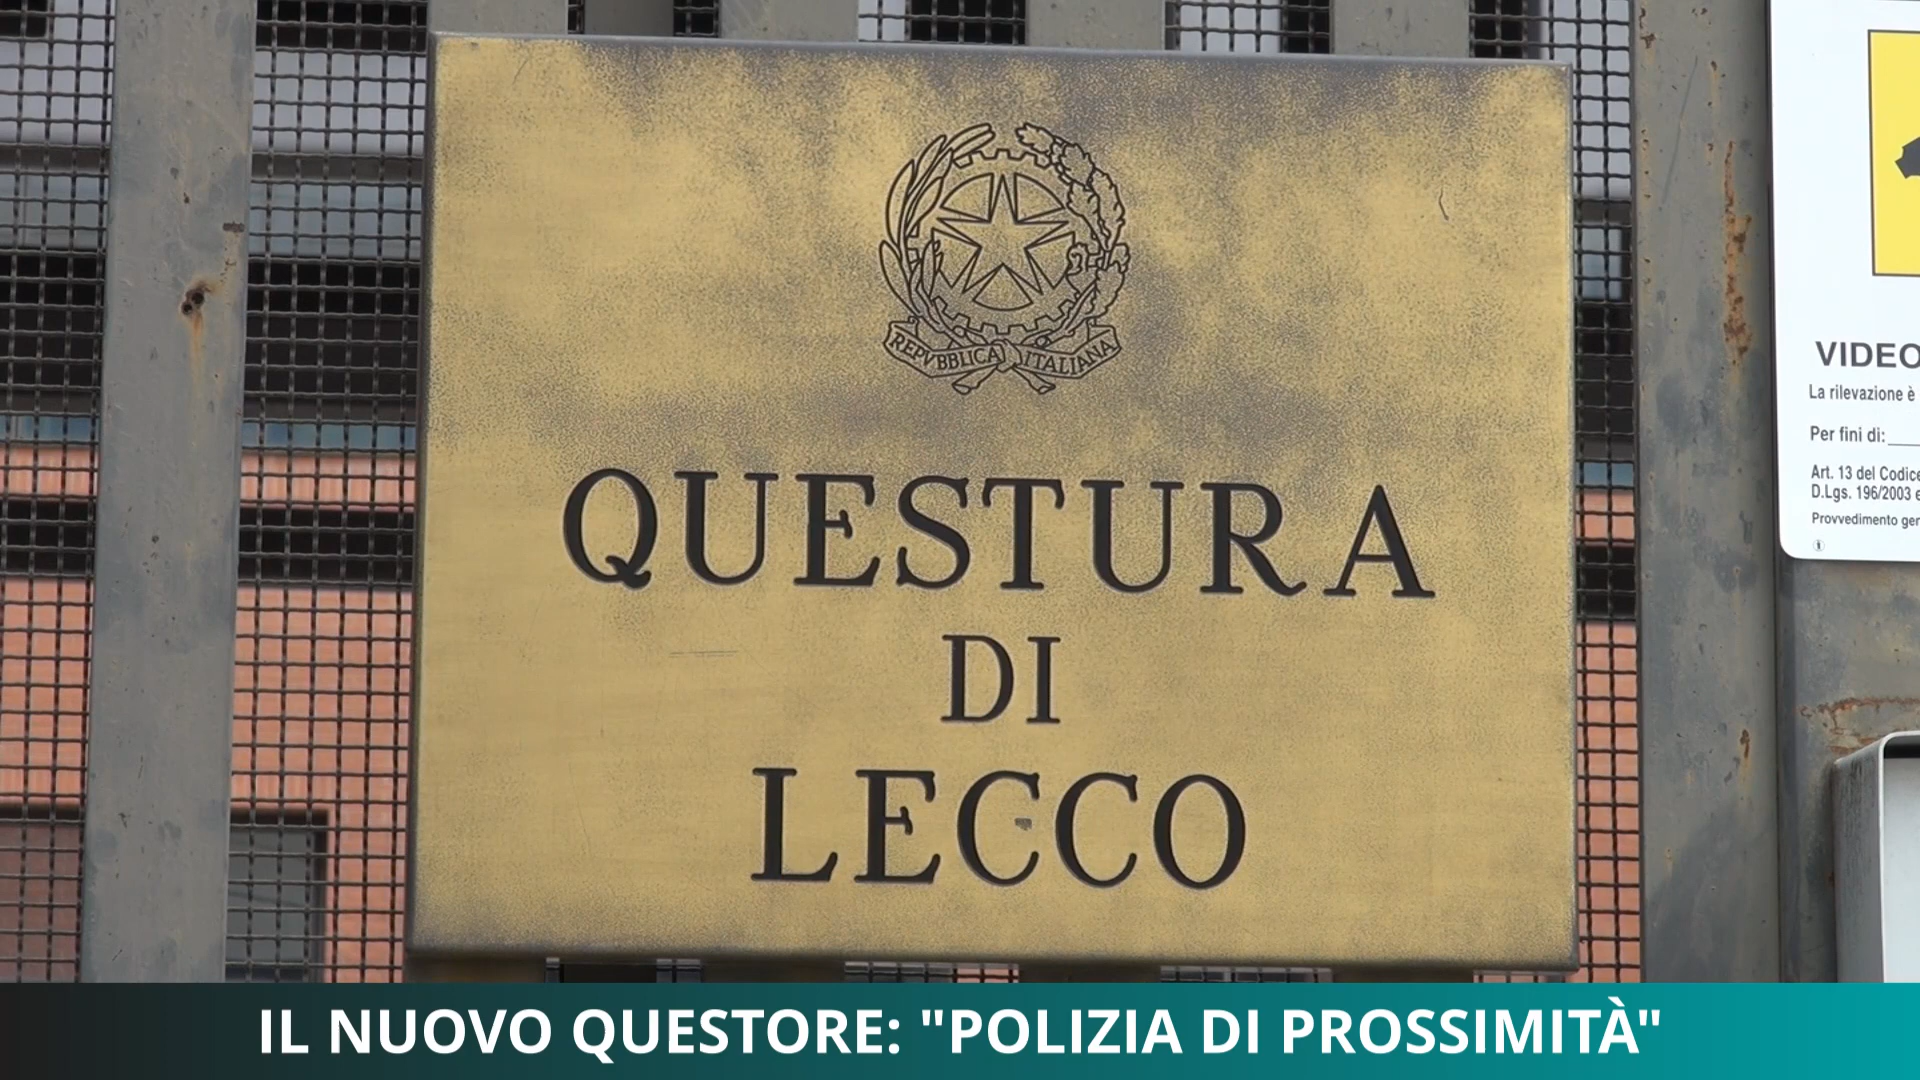 REPVBBLICA ITALIANA
QUESTURA
DI
LECCO
VIDEO
La rilevazione è
Per fini di:
Art. 13 del Codice
D.Lgs. 196/2003 e
Provvedimento
IL NUOVO QUESTORE: "POLIZIA DI PROSSIMITÀ"